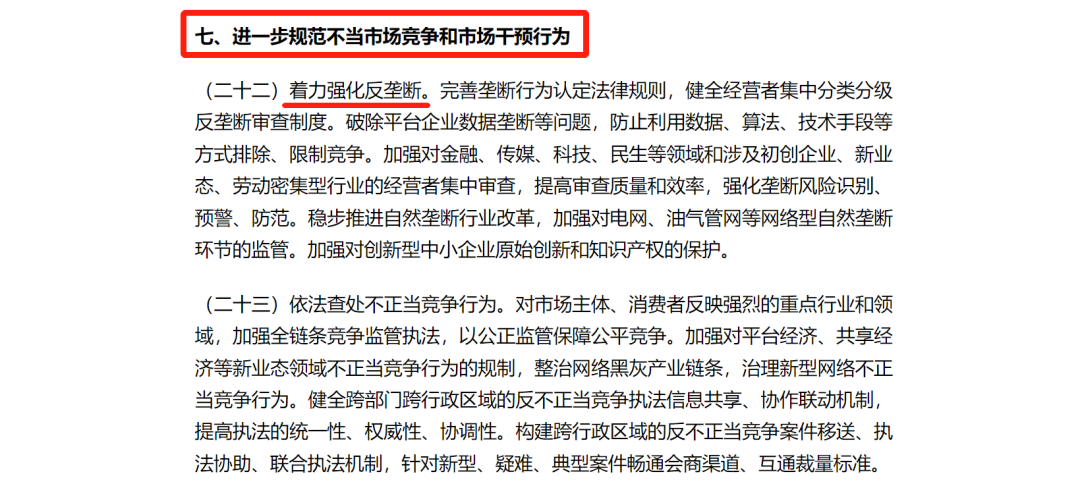 七、进一步规范不当市场竞争和市场干预行为
（二十二）着力强化反垄断。完善垄断行为认定法律规则，健全经营者集中分类分级
反垄断审查制度。破除平台企业数据垄断等问题，防止利用数据、算法、技术手段等
方式排除、限制竞争。加强对金融、传媒、科技、民生等领域和涉及初创企业、新业
态、劳动密集型行业的经营者集中审查，提高审查质量和效率，强化垄断风险识别、
预警、防范。稳步推进自然垄断行业改革，加强对电网、油气管网等网络型自然垄断
环节的监管。加强对创新型中小企业原始创新和知识产权的保护。
（二十三）依法查处不正当竞争行为。对市场主体、消费者反映强烈的重点行业和领
域，加强全链条竞争监管执法，以公正监管保障公平竞争。加强对平台经济、共享经
济等新业态领域不正当竞争行为的规制，整治网络黑灰产业链条，治理新型网络不正
当竞争行为。健全跨部门跨行政区域的反不正当竞争执法信息共享、协作联动机制，
提高执法的统一性、权威性、协调性。构建跨行政区域的反不正当竞争案件移送、执
法协助、联合执法机制，针对新型、疑难、典型案件畅通会商渠道、互通裁量标准。